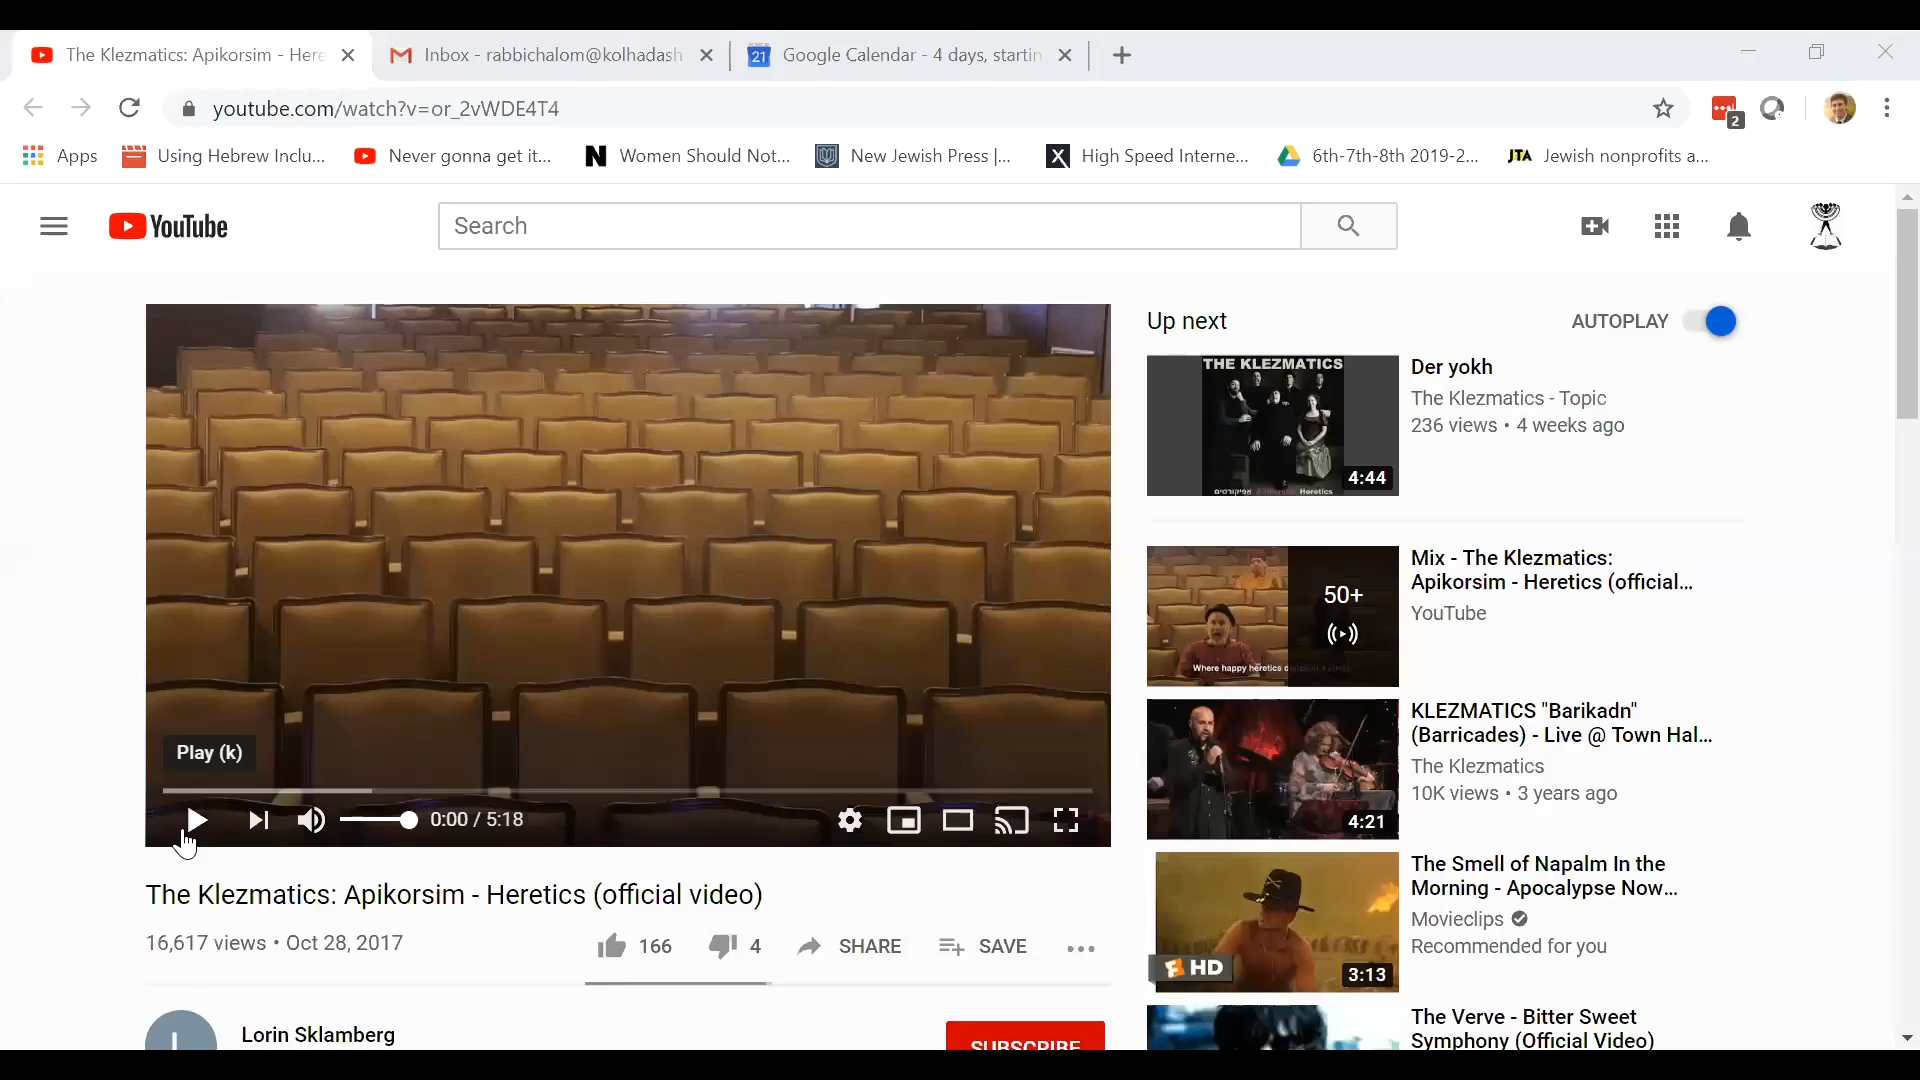 The Klezmatics: Apikorsim - Here
Inbox - rabbichalom@kolhadash
21
Google Calendar - 4 days, startin
youtube.com/watch?v=or_2vWDE4T4
2
Apps
Using Hebrew Inclu...
Never gonna get it...
N
Women Should Not...
New Jewish Press |...
X
High Speed Interne...
6th-7th-8th 2019-2...
JTA
Jewish nonprofits a...
YouTube
Search
Up next
AUTOPLAY
THE KLEZMATICS
אפיקורסים
Heretics
4:44
Der yokh
The Klezmatics - Topic
236 views • 4 weeks ago
50+
Where happy heretics
Mix - The Klezmatics:
Apikorsim - Heretics (official...
YouTube
4:21
KLEZMATICS "Barikadn"
(Barricades) - Live @ Town Hal...
The Klezmatics
10K views • 3 years ago
Play (k)
0:00 / 5:18
HD
3:13
The Smell of Napalm In the
Morning - Apocalypse Now...
Movieclips
Recommended for you
The Klezmatics: Apikorsim - Heretics (official video)
16,617 views • Oct 28, 2017
166
4
SHARE
SAVE
L
Lorin Sklamberg
SUBSCRIBE
The Verve - Bitter Sweet
Symphony (Official Video)